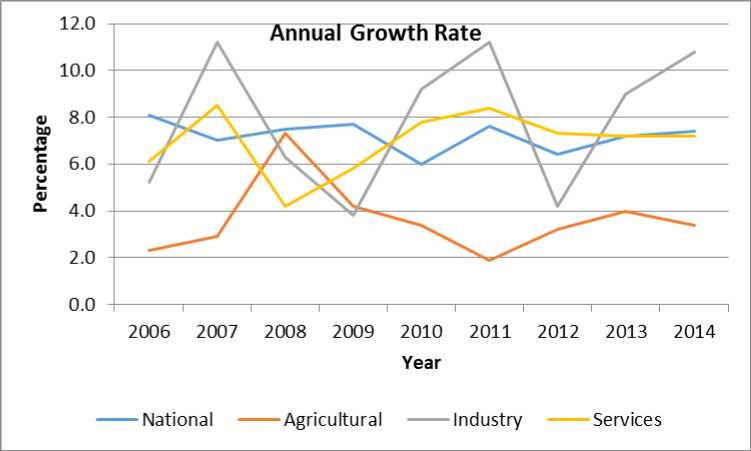 Annual Growth Rate
12.0
10.0
8.0
6.0
4.0
2.0
0.0
Percentage
2006 2007 2008 2009 2010 2011 2012 2013 2014
Year
National Agricultural Industry Services